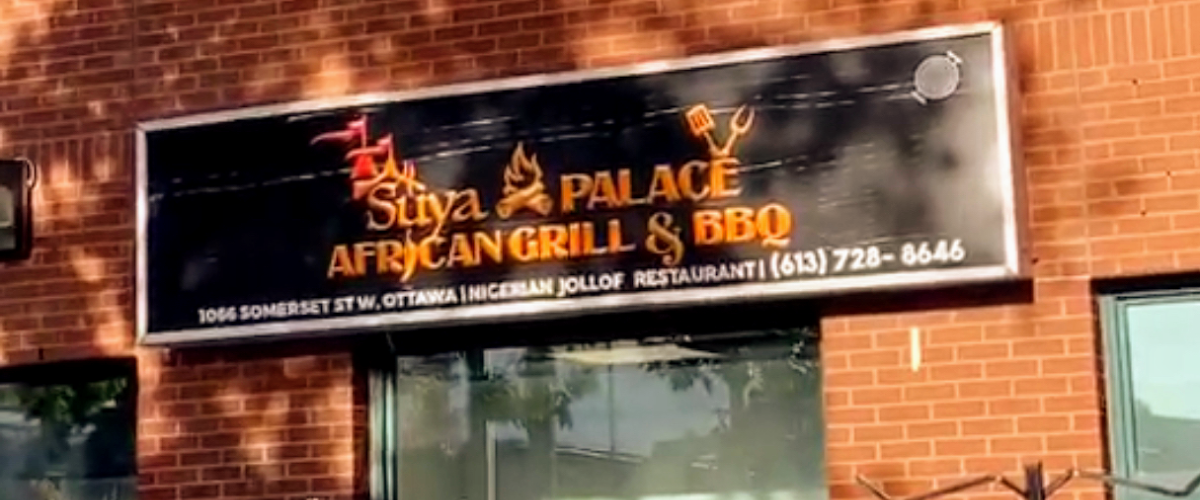 Suya PALACE
AFRICAN GRILL & BBQ
1066 SOMERSET ST W, OTTAWA | NIGERIAN JOLLOF RESTAURANT | (613) 728-8646